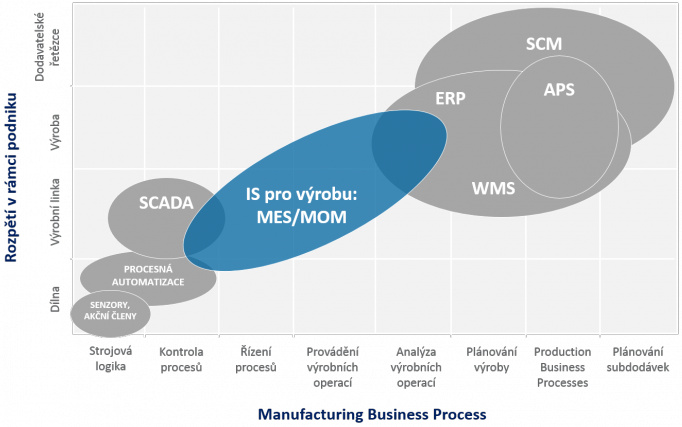 Rozpětí v rámci podniku
Dodavatelské
řetězce
Výroba
Výrobní linka
Dílna
SCM
APS
ERP
WMS
IS pro výrobu:
MES/MOM
SCADA
PROCESNÁ
AUTOMATIZACE
SENZORY,
AKČNÍ ČLENY
Strojová
logika
Kontrola
procesů
Řízení
procesů
Provádění
výrobních
operací
Analýza
výrobních
operací
Plánování
výroby
Production
Business
Processes
Plánování
subdodávek
Manufacturing Business Process